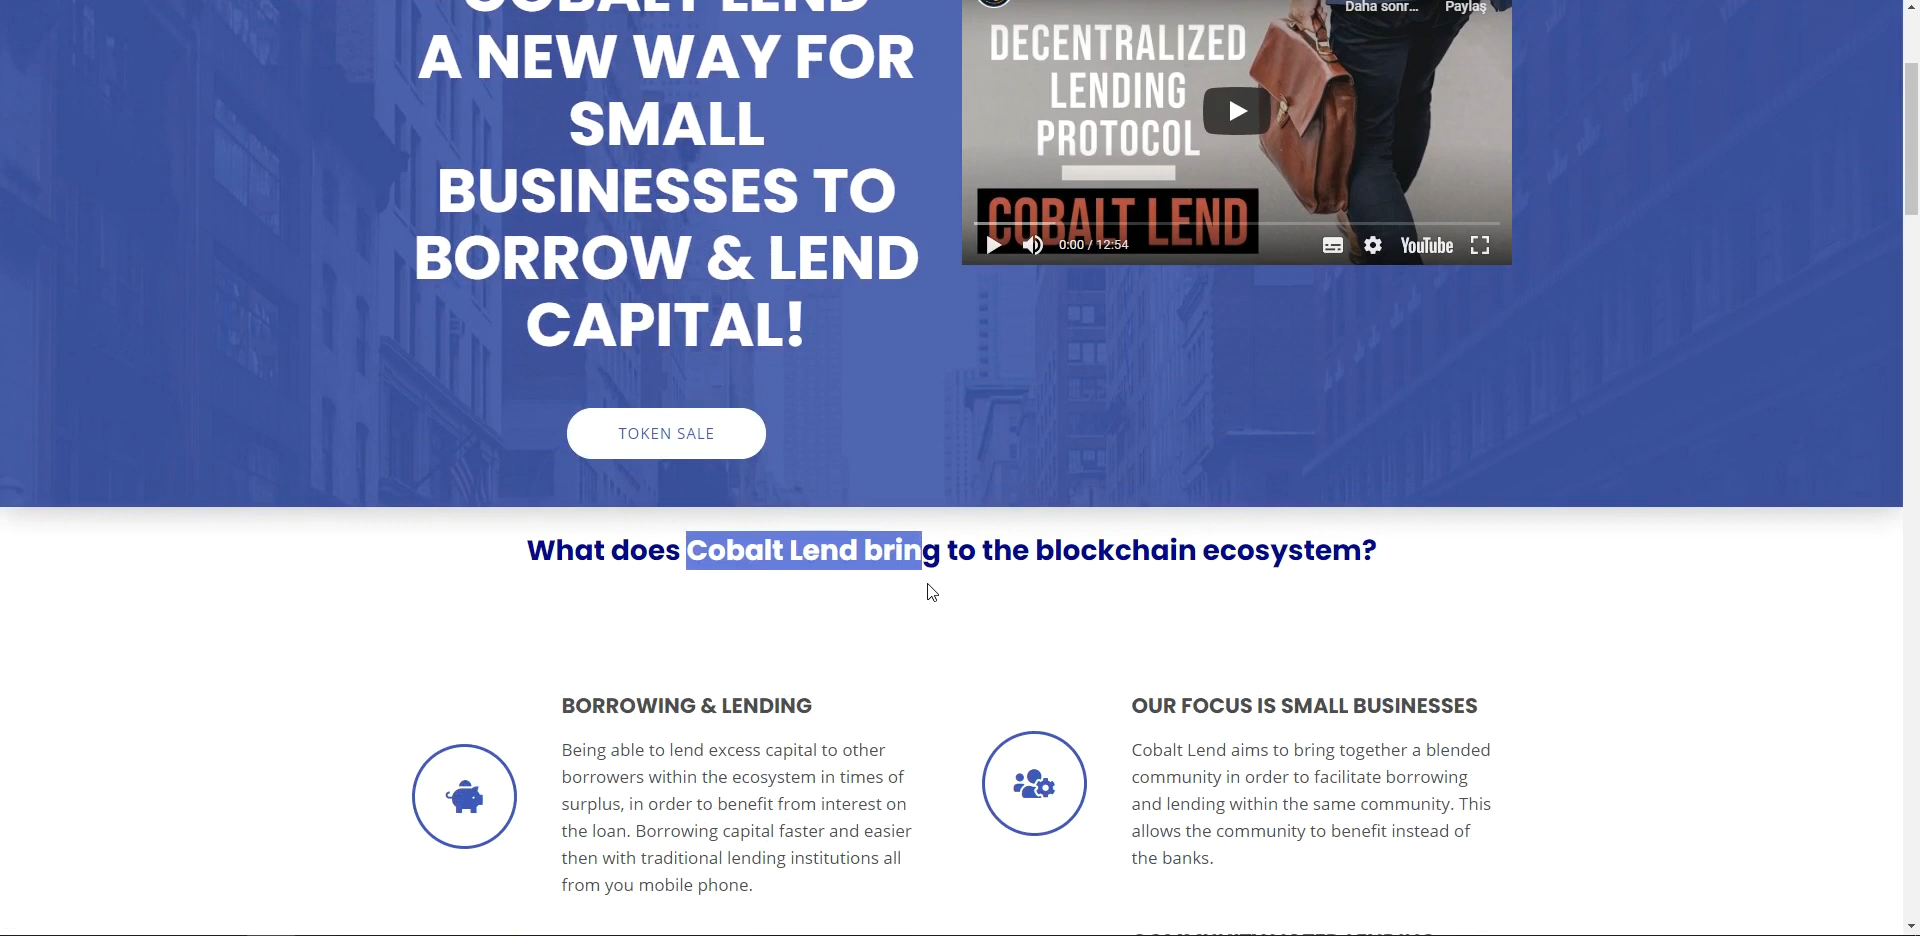 COBALT LEND
A NEW WAY FOR
SMALL
BUSINESSES TO
BORROW & LEND
CAPITAL!
TOKEN SALE
Daha sonr...
Paylaş
DECENTRALIZED
LENDING
PROTOCOL
COBALT LEND
0:00 / 12:54
YouTube
What does Cobalt Lend bring to the blockchain ecosystem?
BORROWING & LENDING
Being able to lend excess capital to other
borrowers within the ecosystem in times of
surplus, in order to benefit from interest on
the loan. Borrowing capital faster and easier
then with traditional lending institutions all
from you mobile phone.
OUR FOCUS IS SMALL BUSINESSES
Cobalt Lend aims to bring together a blended
community in order to facilitate borrowing
and lending within the same community. This
allows the community to benefit instead of
the banks.